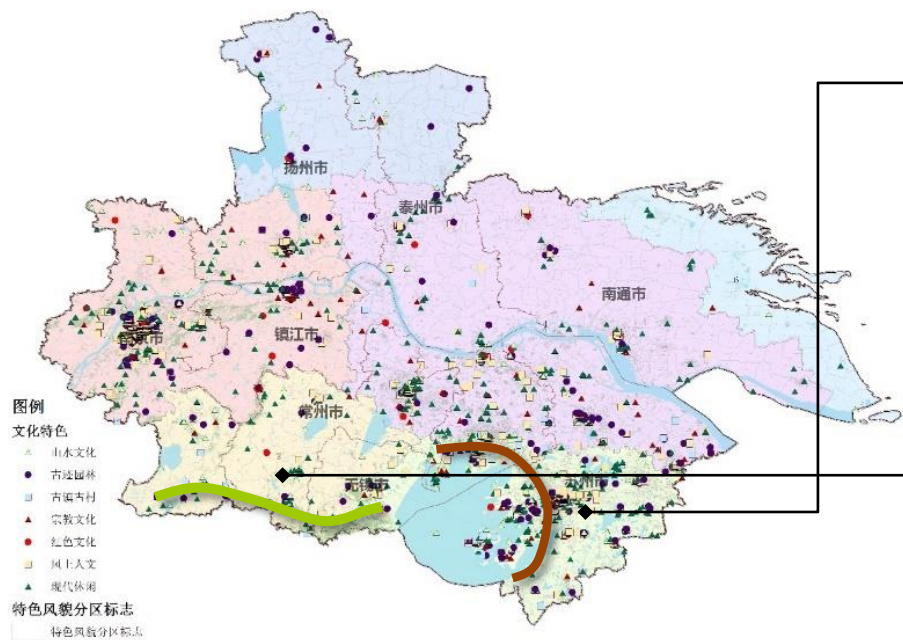 扬州市
泰州市
南通市
镇江市
常州市
无锡市
苏州市
图例
文化特色
山水文化
古迹园林
古镇古村
宗教文化
红色文化
风土人文
现代休闲
特色风貌分区标志
特色风貌分区标志